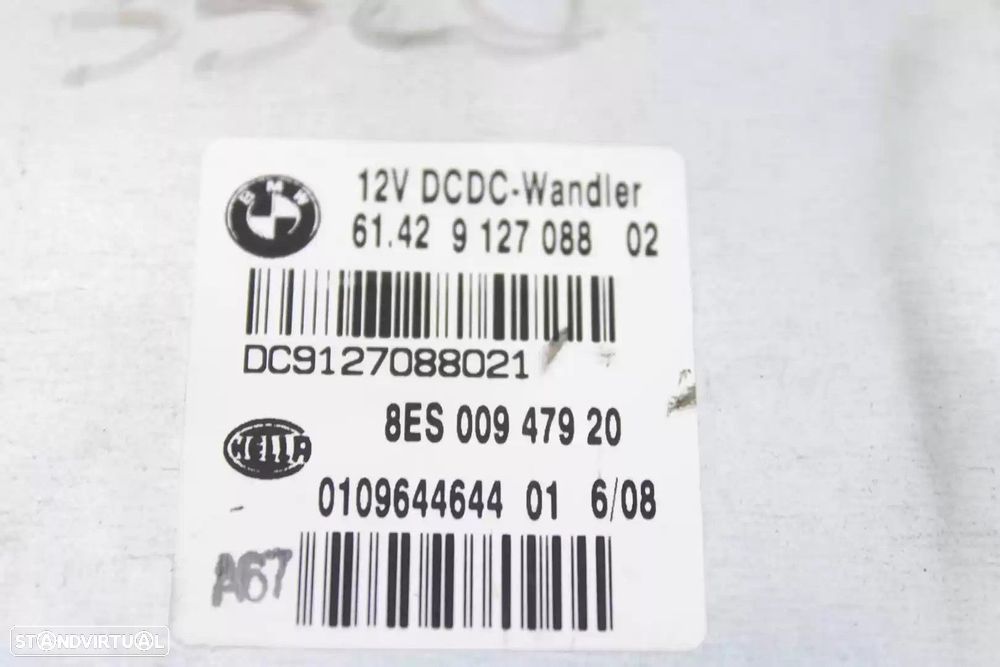 BMW
12V DCDC-Wandler
61.42 9 127 088 02
DC9127088021
8ES 009 479 20
HELLA
0109644644 01 6/08
A67
STANDVIRTUAL